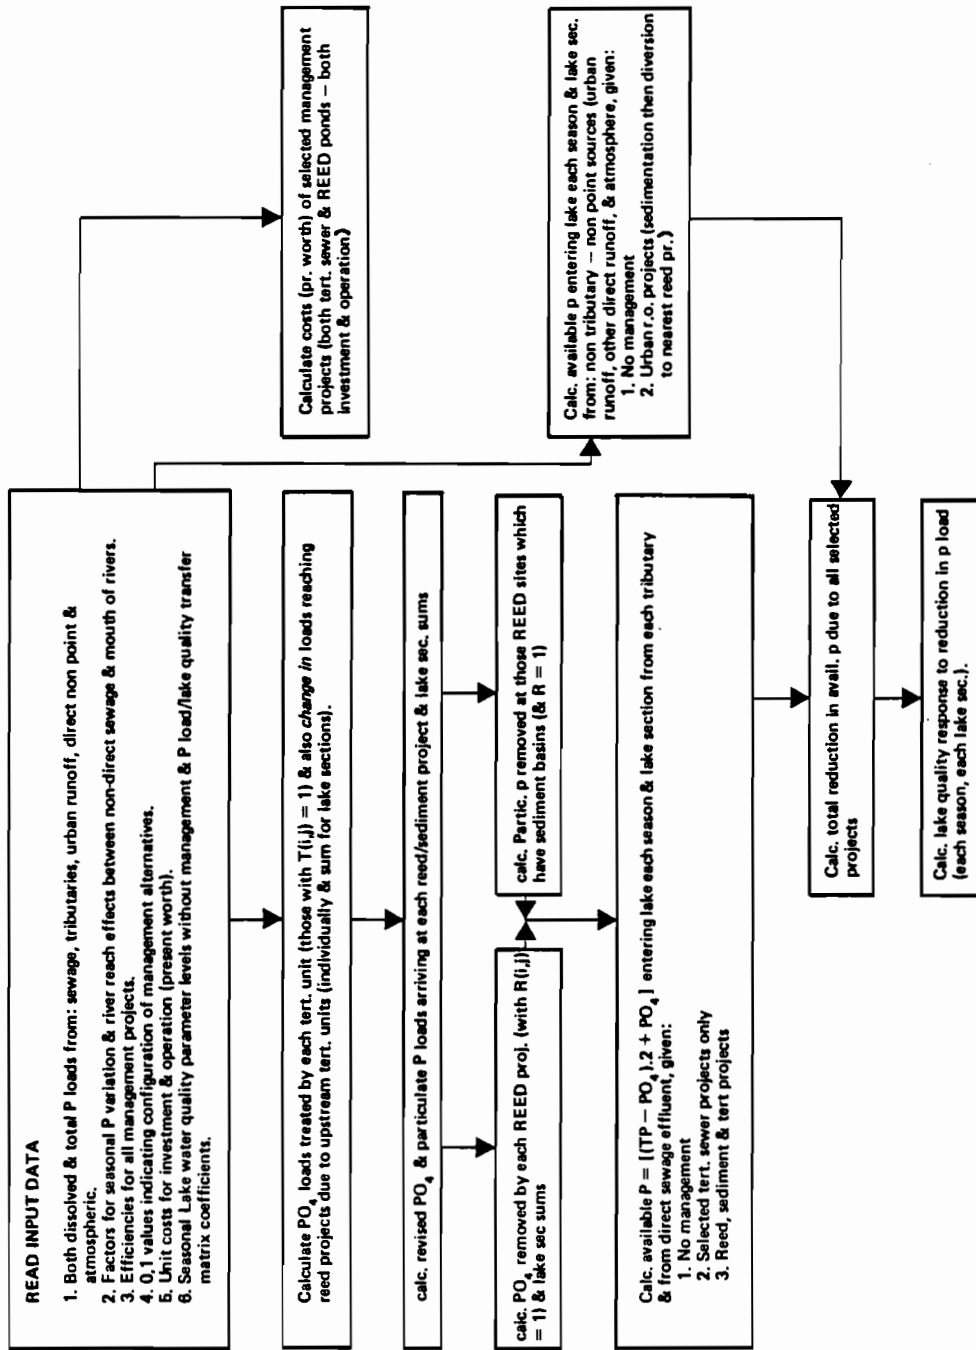 READ INPUT DATA
1. Both dissolved & total P loads from: sewage, tributaries, urban runoff, direct non point &
atmospheric.
2. Factors for seasonal P variation & river reach effects between non-direct sewage & mouth of rivers.
3. Efficiencies for all management projects.
4. 0,1 values indicating configuration of management alternatives.
5. Unit costs for investment & operation (present worth).
6. Seasonal Lake water quality parameter levels without management & P load/lake quality transfer
matrix coefficients.
Calculate costs (pr. worth) of selected management
projects (both tert. sewer & REED ponds – both
investment & operation)
Calculate PO4 loads treated by each tert. unit (those with T(i,j) = 1) & also change in loads reaching
reed projects due to upstream tert. units (individually & sum for lake sections).
calc. revised PO4 & particulate P loads arriving at each reed/sediment project & lake sec. sums
calc. PO4 removed by each REED proj. (with R(i,j)
= 1) & lake sec sums
calc. Partic. p removed at those REED sites which
have sediment basins (& R = 1)
Calc. available p entering lake each season & lake sec.
from: non tributary – non point sources (urban
runoff, other direct runoff, & atmosphere, given:
1. No management
2. Urban r.o. projects (sedimentation then diversion
to nearest reed pr.)
Calc. available P = [(TP – PO4).2 + PO4] entering lake each season & lake section from each tributary
& from direct sewage effluent, given:
1. No management
2. Selected tert. sewer projects only
3. Reed, sediment & tert projects
Calc. total reduction in avail. p due to all selected
projects
Calc. lake quality response to reduction in p load
(each season, each lake sec.).